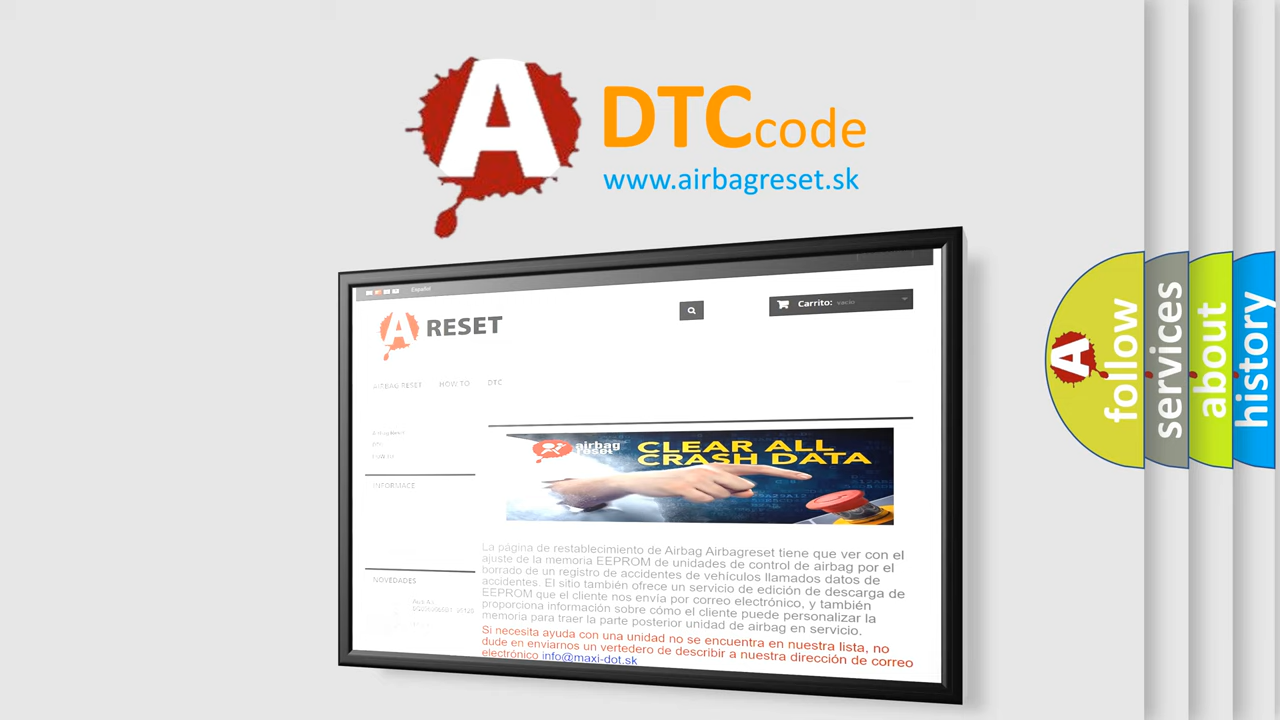 A
DTCcode
www.airbagreset.sk
Español
A RESET
Carrito: vacío
AIRBAG RESET HOW TO DTC
INFORMACE
NOVEDADES
airbag
reset
CLEAR ALL
CRASH DATA
La página de restablecimiento de Airbag Airbagreset tiene que ver con el
ajuste de la memoria EEPROM de unidades de control de airbag por el
borrado de un registro de accidentes de vehículos llamados datos de
accidentes. El sitio también ofrece un servicio de edición de descarga de
EEPROM que el cliente nos envía por correo electrónico, y también
proporciona información sobre cómo el cliente puede personalizar la
memoria para traer la parte posterior unidad de airbag en servicio.
Si necesita ayuda con una unidad no se encuentra en nuestra lista, no
dude en enviarnos un vertedero de describir a nuestra dirección de correo
electrónico info@maxi-dot.sk
A
follow
services
about
history